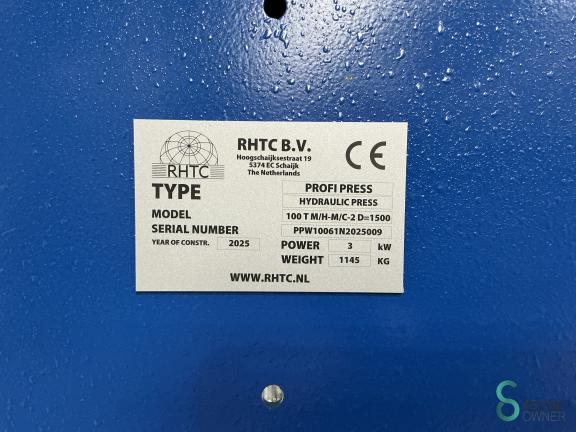 RHTC
RHTC B.V.
Hoogschaijksestraat 19
5374 EC Schaijk
The Netherlands
CE
TYPE
PROFI PRESS
HYDRAULIC PRESS
MODEL
100 T M/H-M/C-2 D=1500
SERIAL NUMBER
PPW10061N2025009
YEAR OF CONSTR. 2025
POWER 3 kW
WEIGHT 1145 KG
WWW.RHTC.NL
OWNER